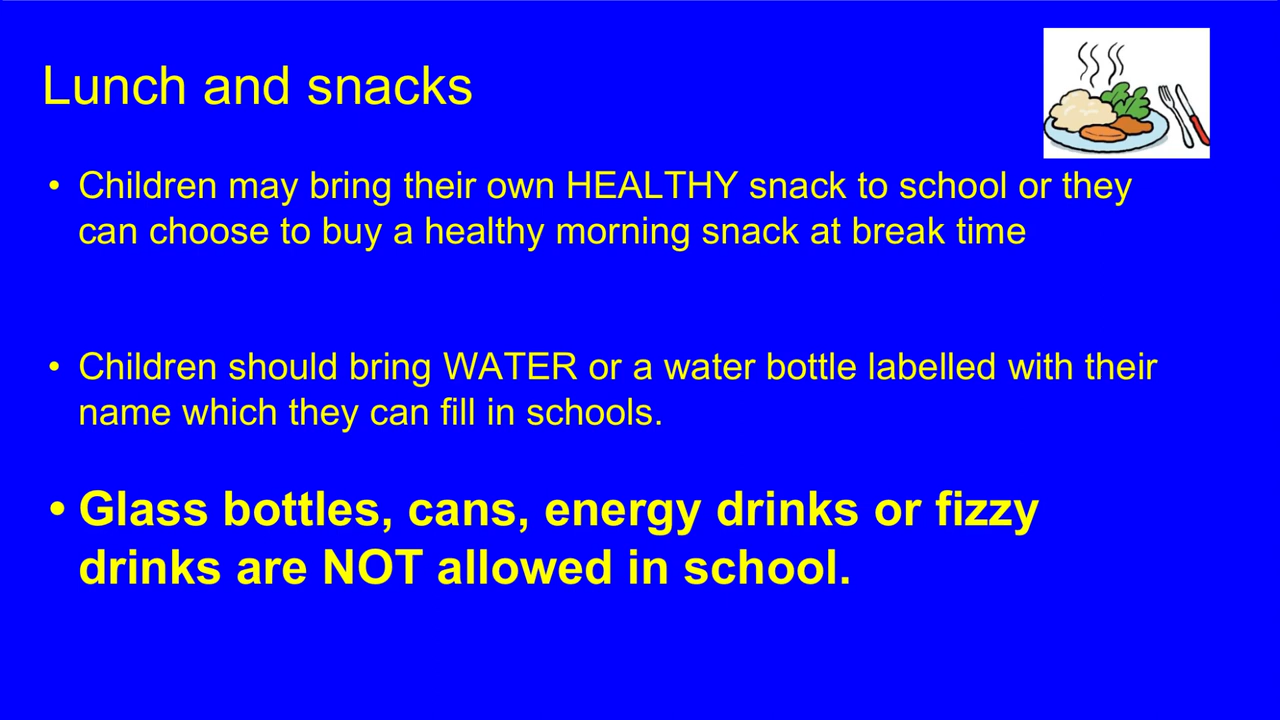 Lunch and snacks
• Children may bring their own HEALTHY snack to school or they
can choose to buy a healthy morning snack at break time
• Children should bring WATER or a water bottle labelled with their
name which they can fill in schools.
• Glass bottles, cans, energy drinks or fizzy
drinks are NOT allowed in school.